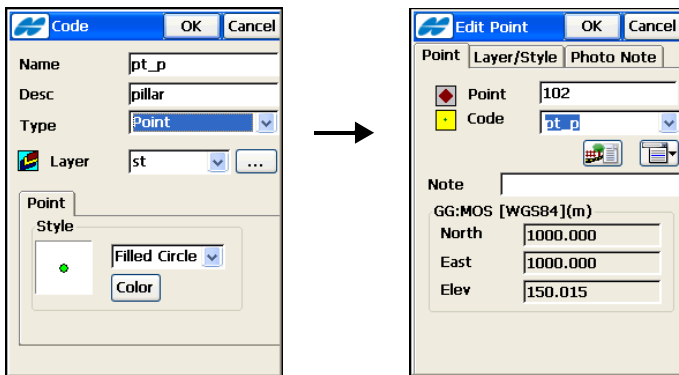 Code OK Cancel
Name pt_p
Desc pillar
Type Point
Layer st ...
Point
Style
Filled Circle
Color
Edit Point OK Cancel
Point Layer/Style Photo Note
Point 102
Code pt_p
Note
GG:MOS [WGS84](m)
North 1000.000
East 1000.000
Elev 150.015